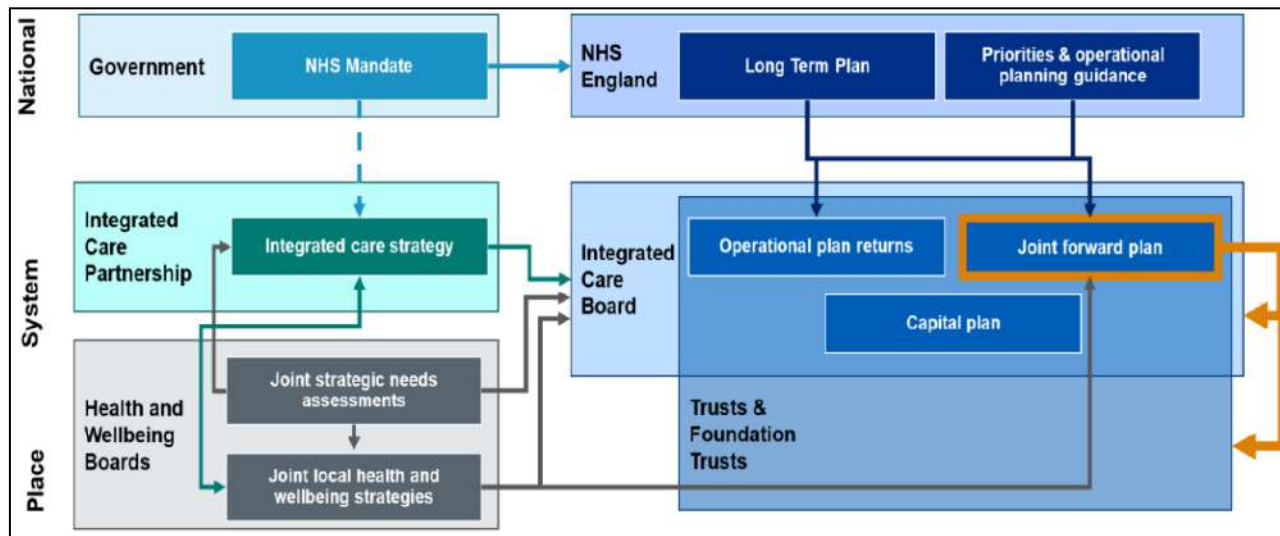 National
Government
NHS Mandate
NHS
England
Long Term Plan
Priorities & operational
planning guidance
System
Integrated
Care
Partnership
Integrated care strategy
Integrated
Care
Board
Operational plan returns
Joint forward plan
Capital plan
Place
Health and
Wellbeing
Boards
Joint strategic needs
assessments
Joint local health and
wellbeing strategies
Trusts &
Foundation
Trusts